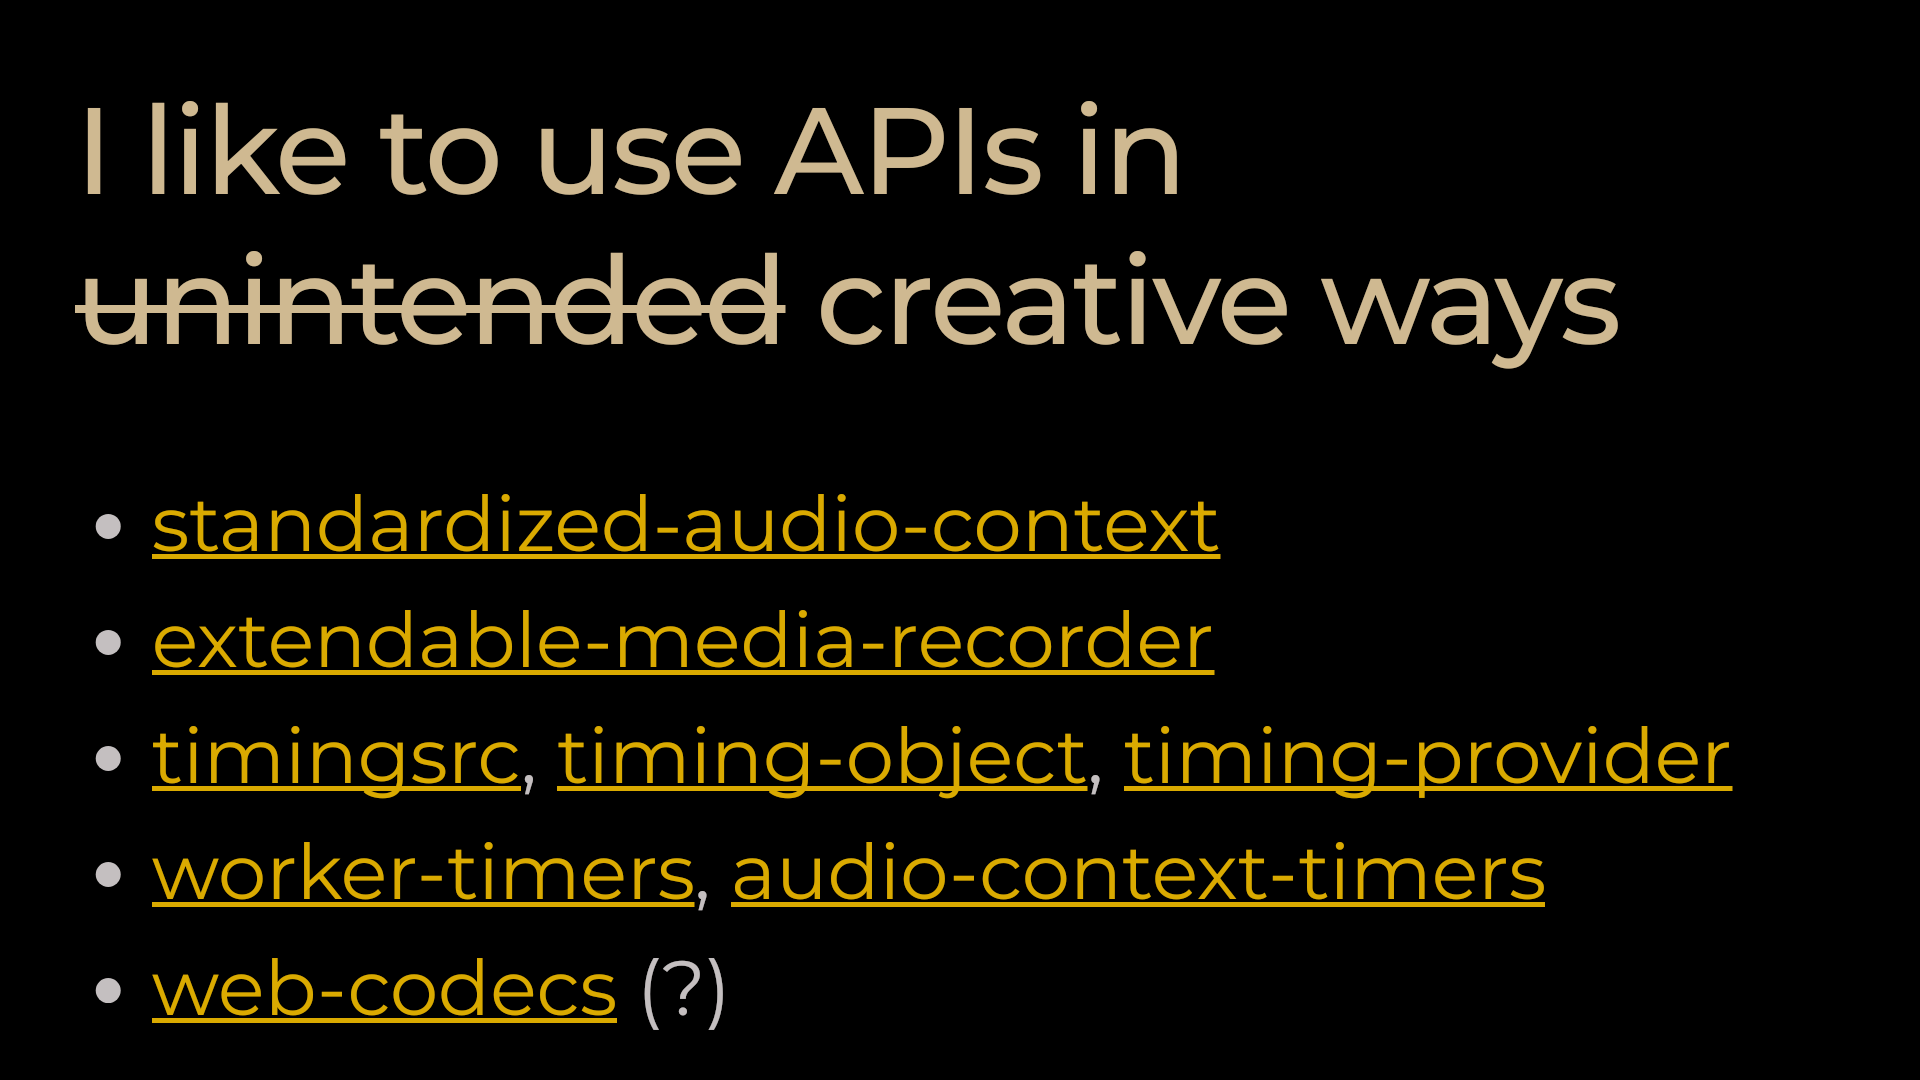 I like to use APIs in
unintended creative ways
• standardized-audio-context
• extendable-media-recorder
• timingsrc, timing-object, timing-provider
• worker-timers, audio-context-timers
• web-codecs (?)